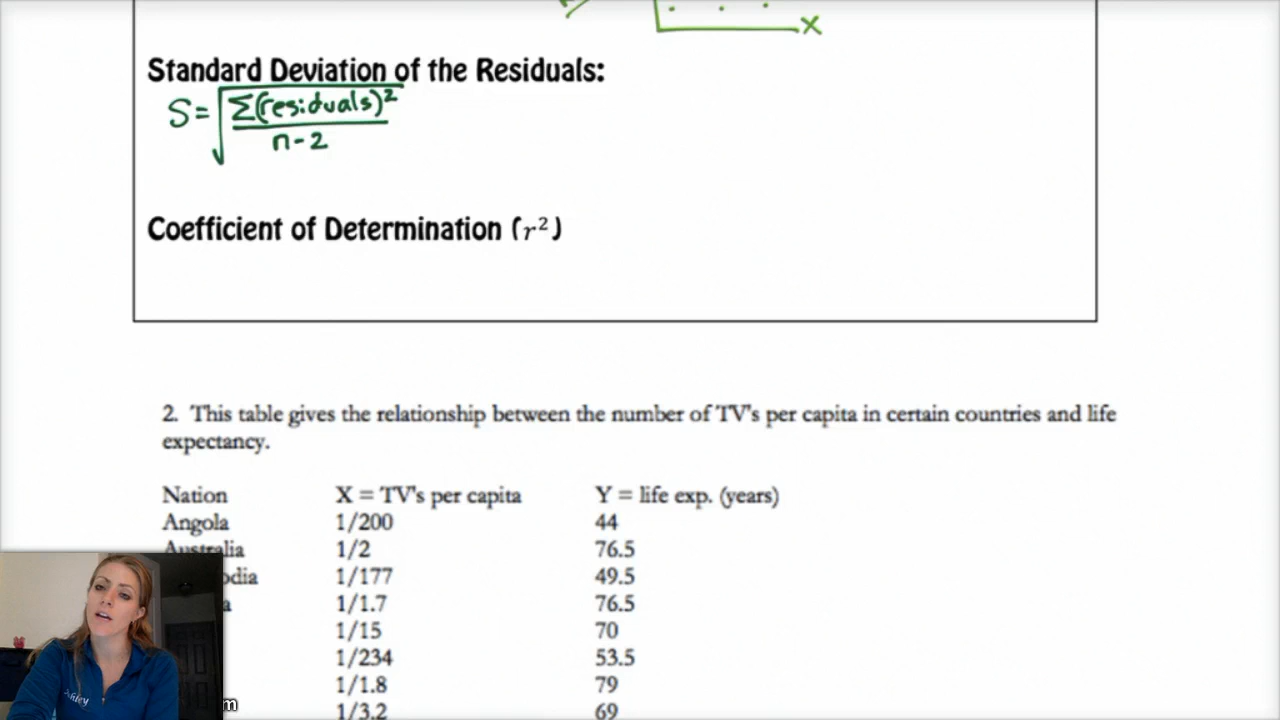 X
Standard Deviation of the Residuals:
S = √ Σ(residuals)²
n - 2
Coefficient of Determination (r²)
2. This table gives the relationship between the number of TV's per capita in certain countries and life
expectancy.
Nation X = TV's per capita Y = life exp. (years)
Angola 1/200 44
Australia 1/2 76.5
odia 1/177 49.5
a 1/1.7 76.5
1/15 70
1/234 53.5
1/1.8 79
m 1/3.2 69